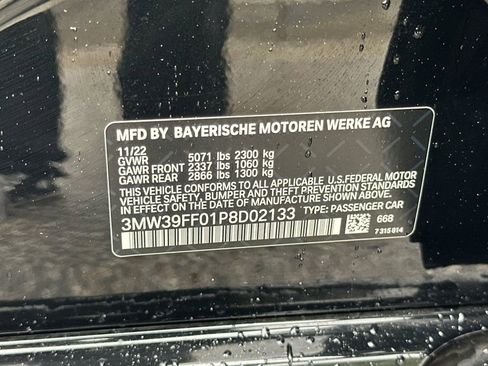 MFD BY BAYERISCHE MOTOREN WERKE AG
11/22
GVWR 5071 lbs 2300 kg
GAWR FRONT 2337 lbs 1060 kg
GAWR REAR 2866 lbs 1300 kg
THIS VEHICLE CONFORMS TO ALL APPLICABLE U.S.FEDERAL MOTOR
VEHICLE SAFETY, BUMPER AND THEFT PREVENTION STANDARDS IN
EFFECT ON THE DATE OF MANUFACTURE SHOWN ABOVE.
3MW39FF01P8D02133 TYPE: PASSENGER CAR
668
7 315 814